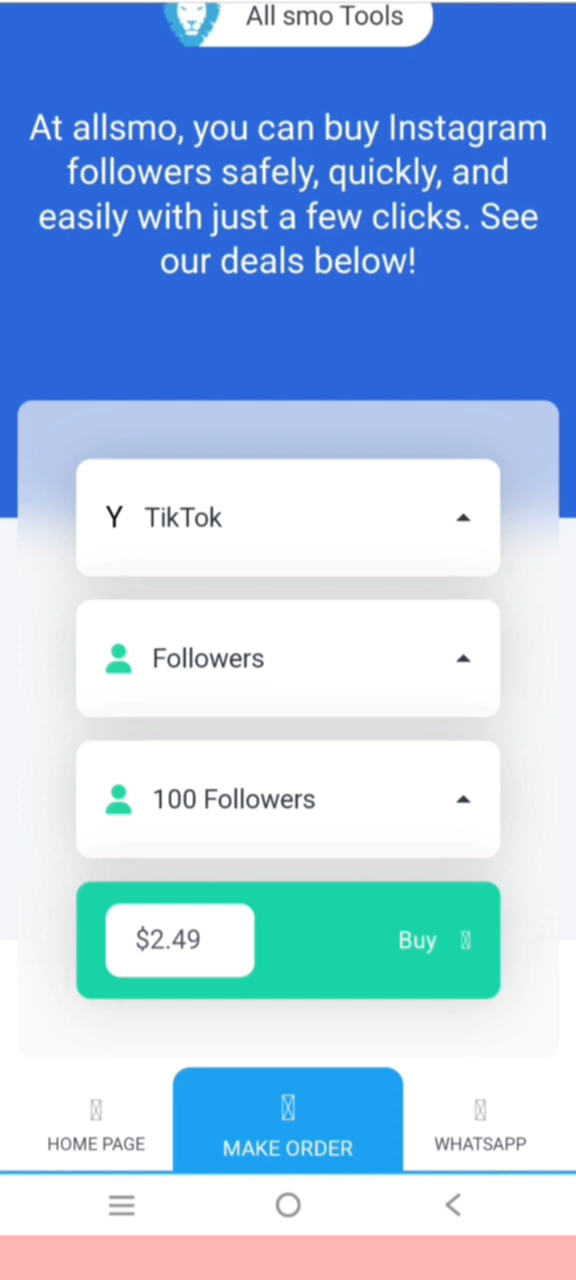 All smo Tools
At allsmo, you can buy Instagram
followers safely, quickly, and
easily with just a few clicks. See
our deals below!
Y TikTok
Followers
100 Followers
$2.49 Buy
HOME PAGE
MAKE ORDER
WHATSAPP